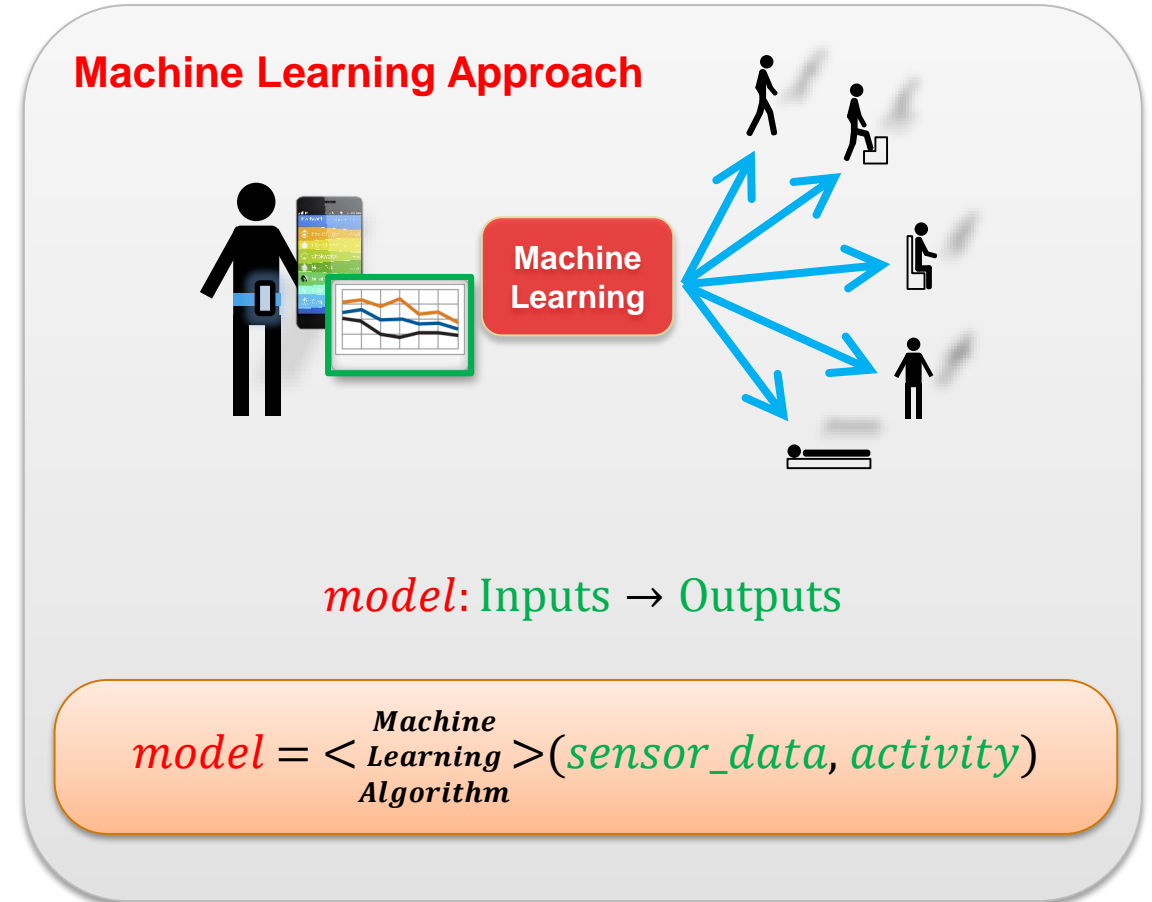 Machine Learning Approach
Machine
Learning
model: Inputs → Outputs
model = < Machine Learning Algorithm >(sensor_data, activity)